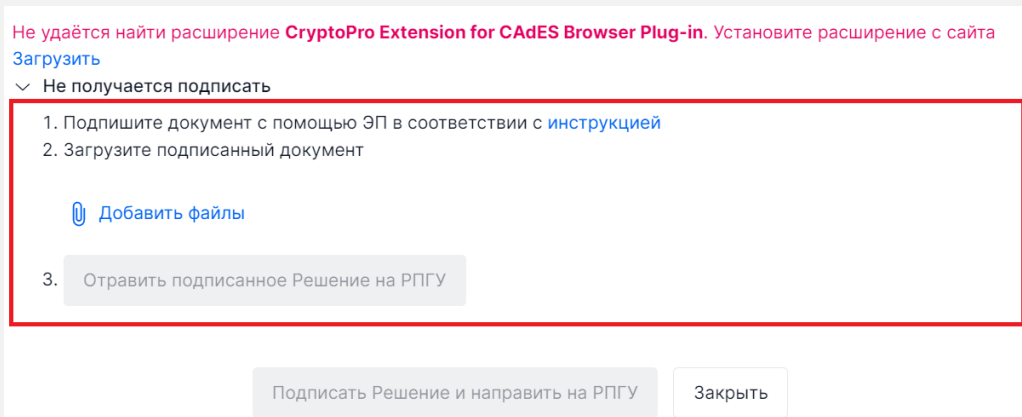 Не удаётся найти расширение CryptoPro Extension for CAdES Browser Plug-in. Установите расширение с сайта
Загрузить
Не получается подписать
1. Подпишите документ с помощью ЭП в соответствии с инструкцией
2. Загрузите подписанный документ
Добавить файлы
3. Отравить подписанное Решение на РПГУ
Подписать Решение и направить на РПГУ Закрыть